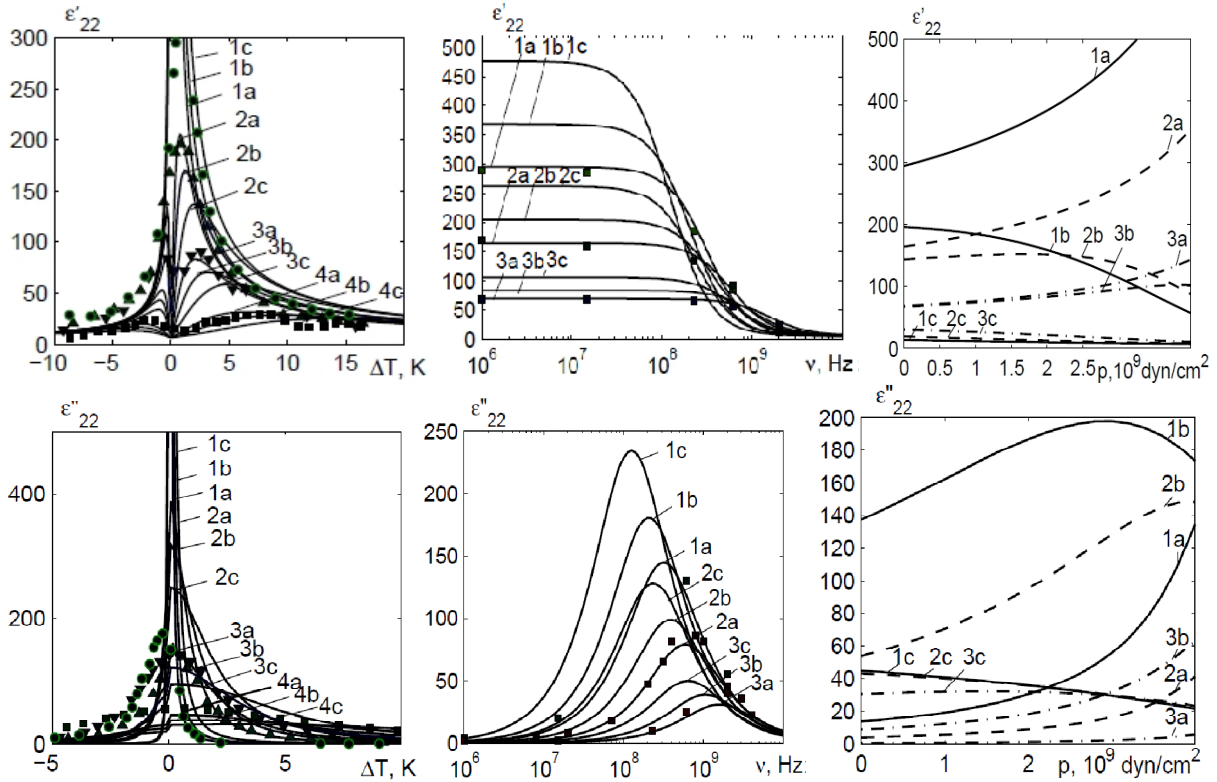 ε'22
300
250
200
150
100
50
0
1c
1b
1a
2a
2b
2c
3a
3b
3c
4a
4b
4c
−10 −5 0 5 10 15
ΔT, K
ε'22
500
450
400
350
300
250
200
150
100
50
0
1a 1b 1c
2a 2b 2c
3a 3b 3c
10^6 10^7 10^8 10^9 ν, Hz
ε'22
500
400
300
200
100
0
1a
2a
1b 2b 3b 3a
1c 2c 3c
0 0.5 1 1.5 2 2.5 p,10^9dyn/cm^2
ε"22
400
200
0
1c
1b
1a
2a
2b
2c
3a
3b
3c
4a
4b
4c
−5 0 5
ΔT, K
ε"22
250
200
150
100
50
0
1c
1b
1a
2c
2b
2a
3c
3b
3a
10^6 10^7 10^8 10^9 ν, Hz
ε"22
200
180
160
140
120
100
80
60
40
20
0
1b
2b
1a
3b
1c 2c 3c
2a
3a
0 1 2 p, 10^9 dyn/cm^2 2